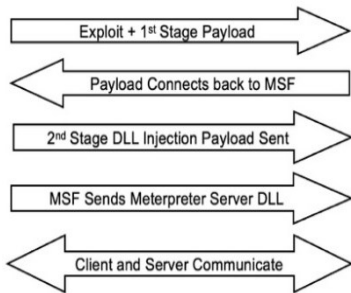 Exploit + 1st Stage Payload
Payload Connects back to MSF
2nd Stage DLL Injection Payload Sent
MSF Sends Meterpreter Server DLL
Client and Server Communicate